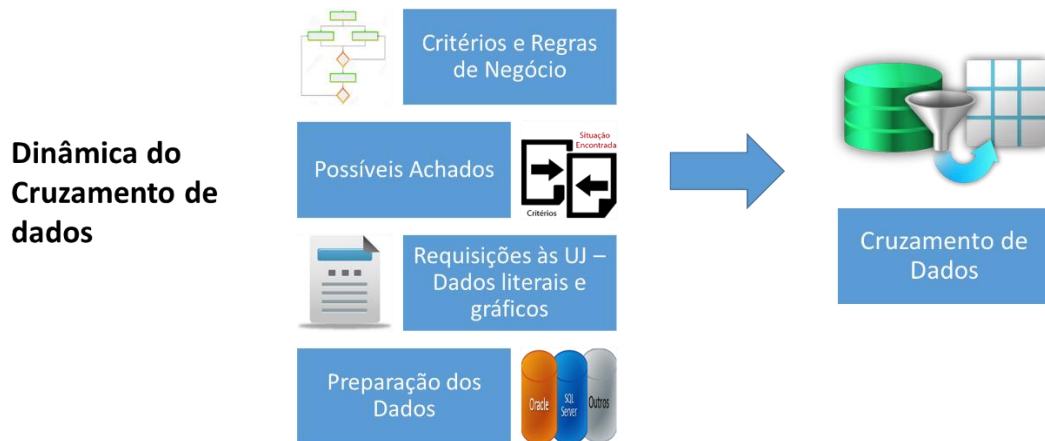 Dinâmica do
Cruzamento de
dados
Critérios e Regras
de Negócio
Possíveis Achados
Situação
Encontrada
Critérios
Requisições às UJ –
Dados literais e
gráficos
Preparação dos
Dados
Oracle
SQL
Server
Outros
Cruzamento de
Dados